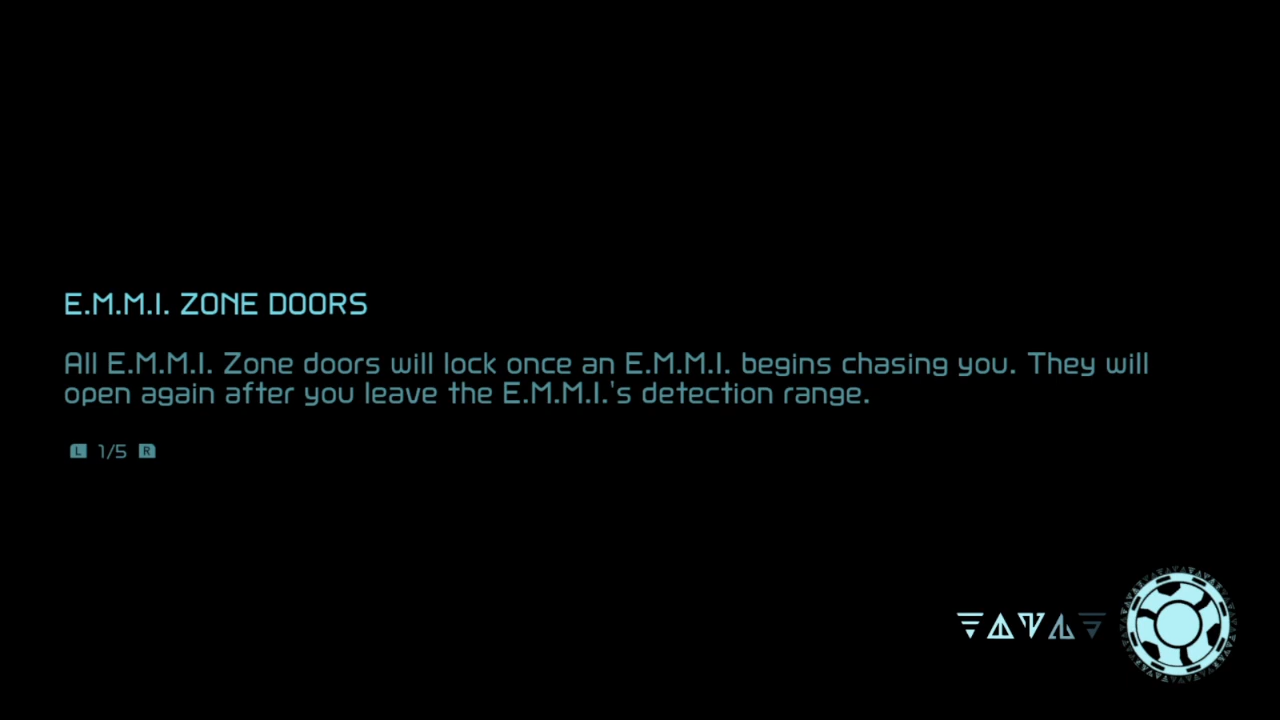 E.M.M.I. ZONE DOORS
All E.M.M.I. Zone doors will lock once an E.M.M.I. begins chasing you. They will
open again after you leave the E.M.M.I.'s detection range.
L 1/5 R